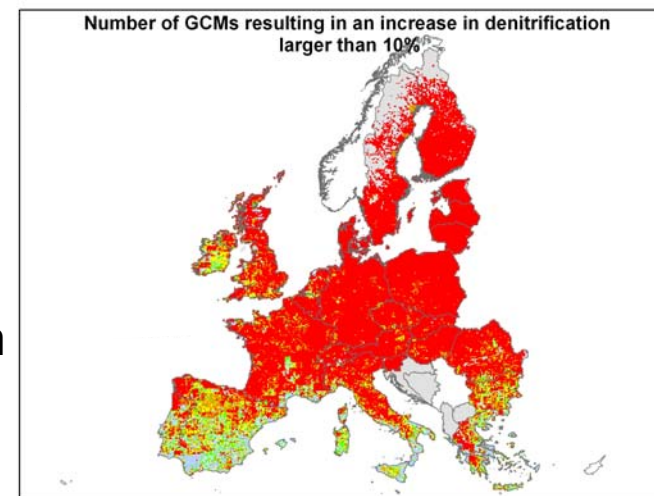 Number of GCMs resulting in an increase in denitrification
larger than 10%